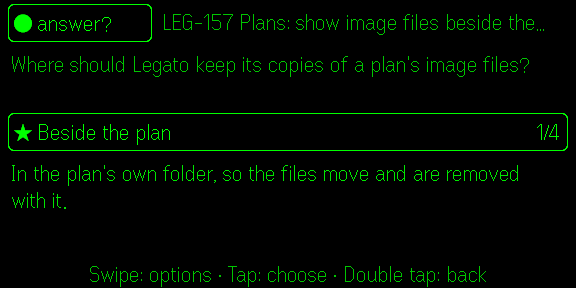 answer? LEG-157 Plans: show image files beside the...
Where should Legato keep its copies of a plan's image files?
★ Beside the plan 1/4
In the plan's own folder, so the files move and are removed
with it.
Swipe: options · Tap: choose · Double tap: back